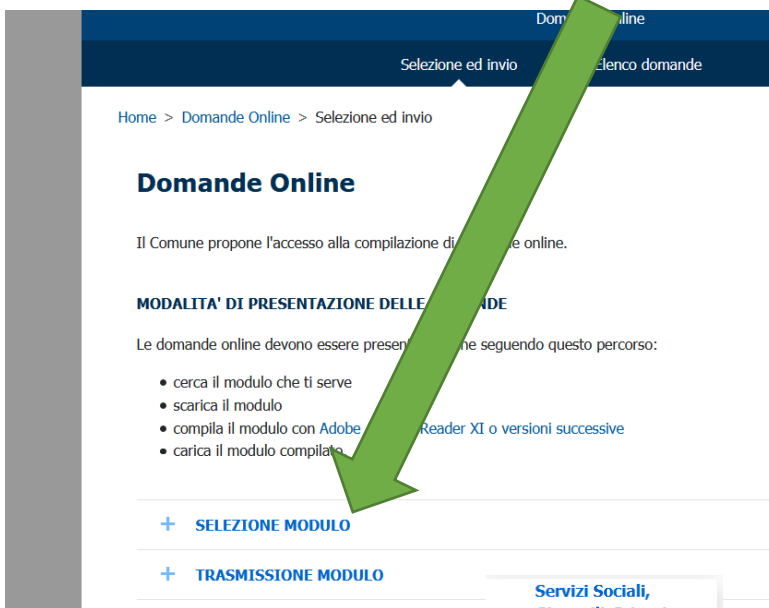 Selezione ed invio
Elenco domande
Home > Domande Online > Selezione ed invio
Domande Online
Il Comune propone l'accesso alla compilazione di online.
MODALITA' DI PRESENTAZIONE DELLE
Le domande online devono essere seguendo questo percorso:
• cerca il modulo che ti serve
• scarica il modulo
• compila il modulo con Adobe Reader XI o versioni successive
• carica il modulo compilato
+ SELEZIONE MODULO
+ TRASMISSIONE MODULO
Servizi Sociali,